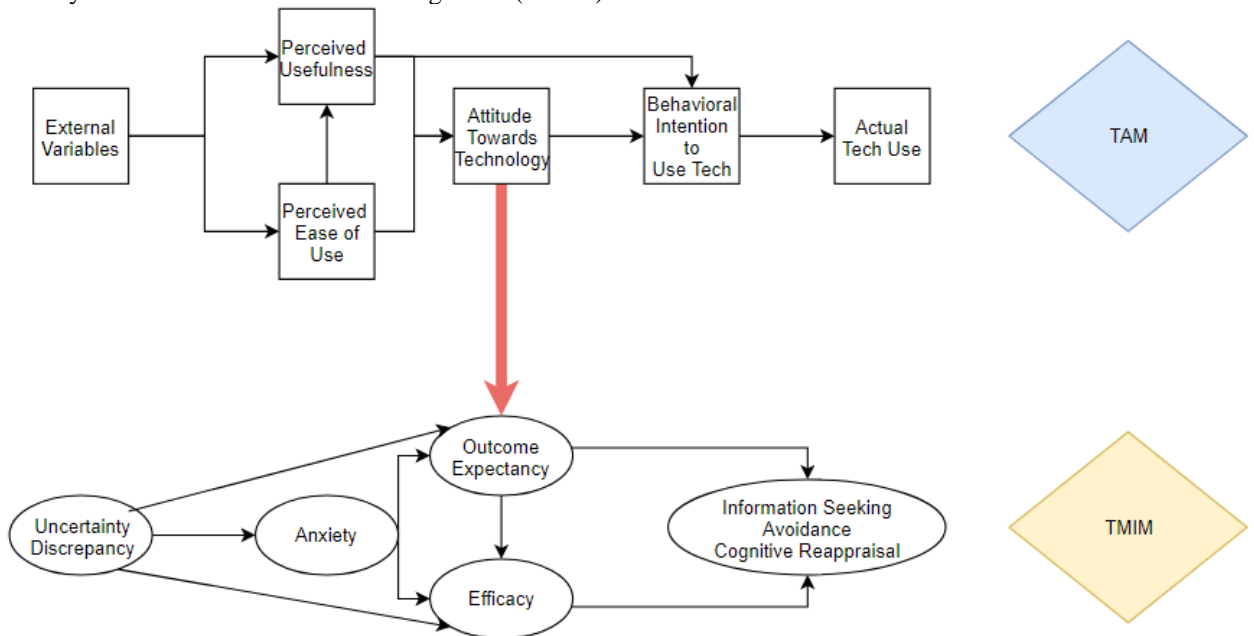 Perceived
Usefulness
External
Variables
Attitude
Towards
Technology
Behavioral
Intention
to
Use Tech
Actual
Tech Use
TAM
Perceived
Ease of
Use
Outcome
Expectancy
Uncertainty
Discrepancy
Anxiety
Information Seeking
Avoidance
Cognitive Reappraisal
TMIM
Efficacy